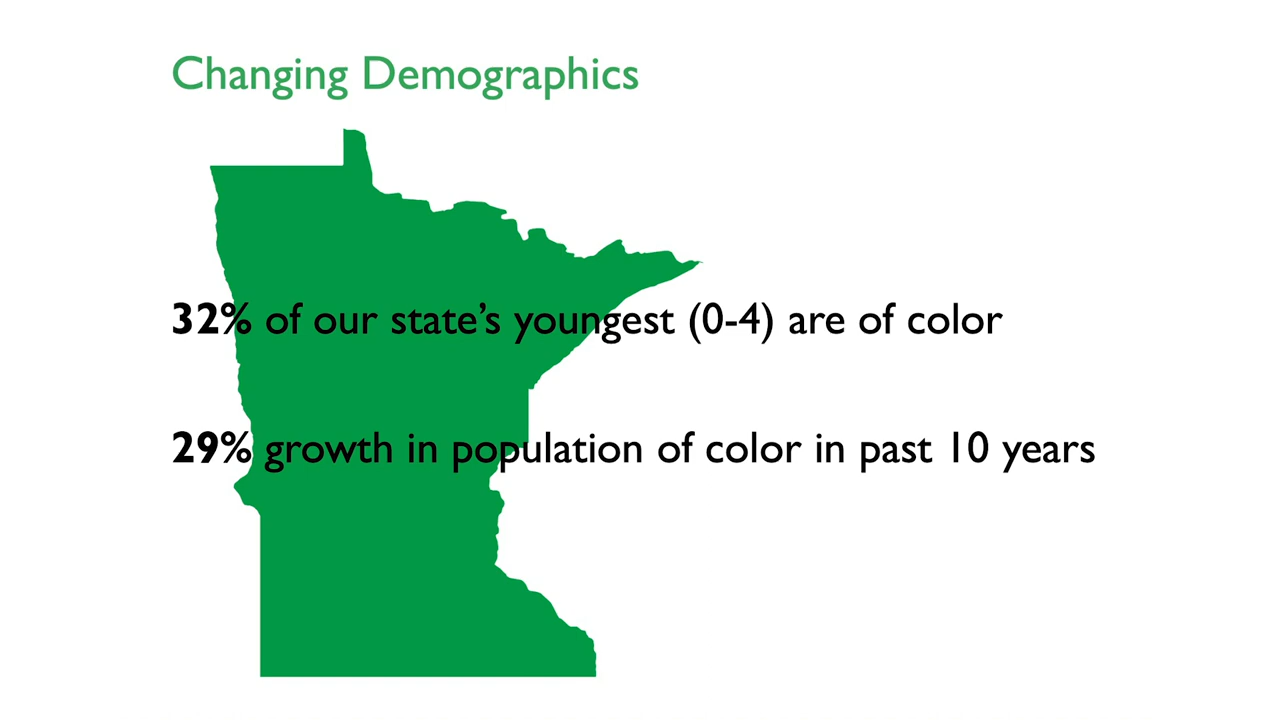 Changing Demographics
32% of our state’s youngest (0-4) are of color
29% growth in population of color in past 10 years